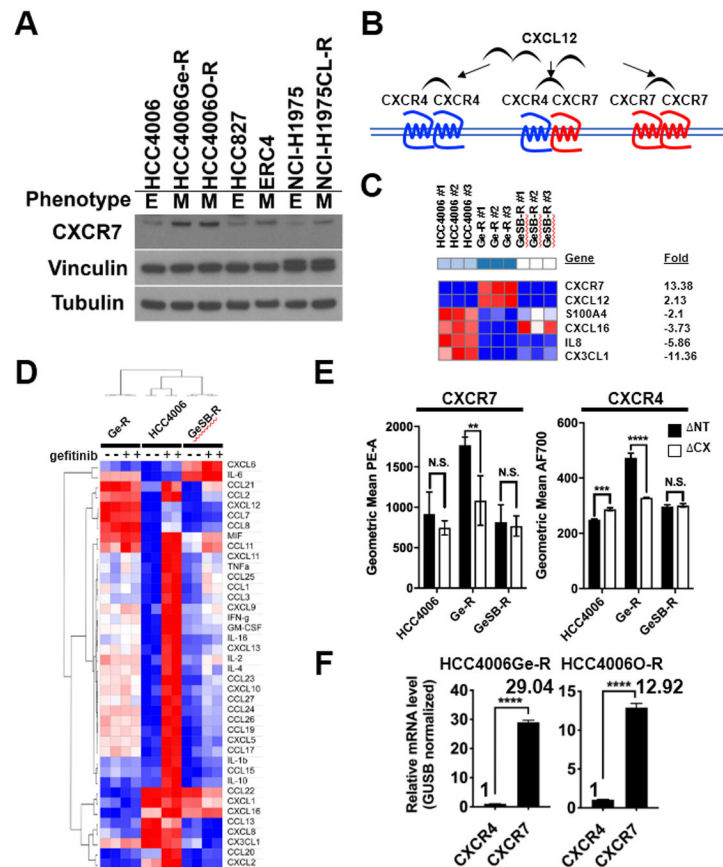 A
HCC4006
HCC4006Ge-R
HCC4006O-R
HCC827
ERC4
NCI-H1975
NCI-H1975CL-R
Phenotype E M M E M E M
CXCR7
Vinculin
Tubulin
B
CXCL12
CXCR4 CXCR4 CXCR4 CXCR7 CXCR7 CXCR7
C
HCC4006 #1
HCC4006 #2
HCC4006 #3
Ge-R #1
Ge-R #2
Ge-R #3
GeSB-R #1
GeSB-R #2
GeSB-R #3
Gene Fold
CXCR7 13.38
CXCL12 2.13
S100A4 -2.1
CXCL16 -3.73
IL8 -5.86
CX3CL1 -11.36
D
Ge-R
HCC4006
GeSB-R
gefitinib - - + + - - + + - - + +
CXCL6
IL-6
CCL21
CCL2
CXCL12
CCL7
CCL8
MIF
CCL11
CXCL11
TNFa
CCL25
CCL1
CCL3
CXCL9
IFN-g
GM-CSF
IL-16
CXCL13
IL-2
IL-4
CCL23
CXCL10
CCL27
CCL24
CCL26
CCL19
CXCL5
CCL17
IL-1b
CCL15
IL-10
CCL22
CXCL1
CXCL16
CCL13
CXCL8
CX3CL1
CCL20
CXCL2
E
CXCR7
Geometric Mean PE-A
2000
1500
1000
500
0
N.S.
**
N.S.
HCC4006
Ge-R
GeSB-R
CXCR4
Geometric Mean AF700
600
400
200
0
***
****
N.S.
ΔNT
ΔCX
HCC4006
Ge-R
GeSB-R
F
HCC4006Ge-R
29.04
Relative mRNA level
(GUSB normalized)
40
30
20
10
0
****
1
CXCR4
CXCR7
HCC4006O-R
12.92
15
10
5
0
****
1
CXCR4
CXCR7